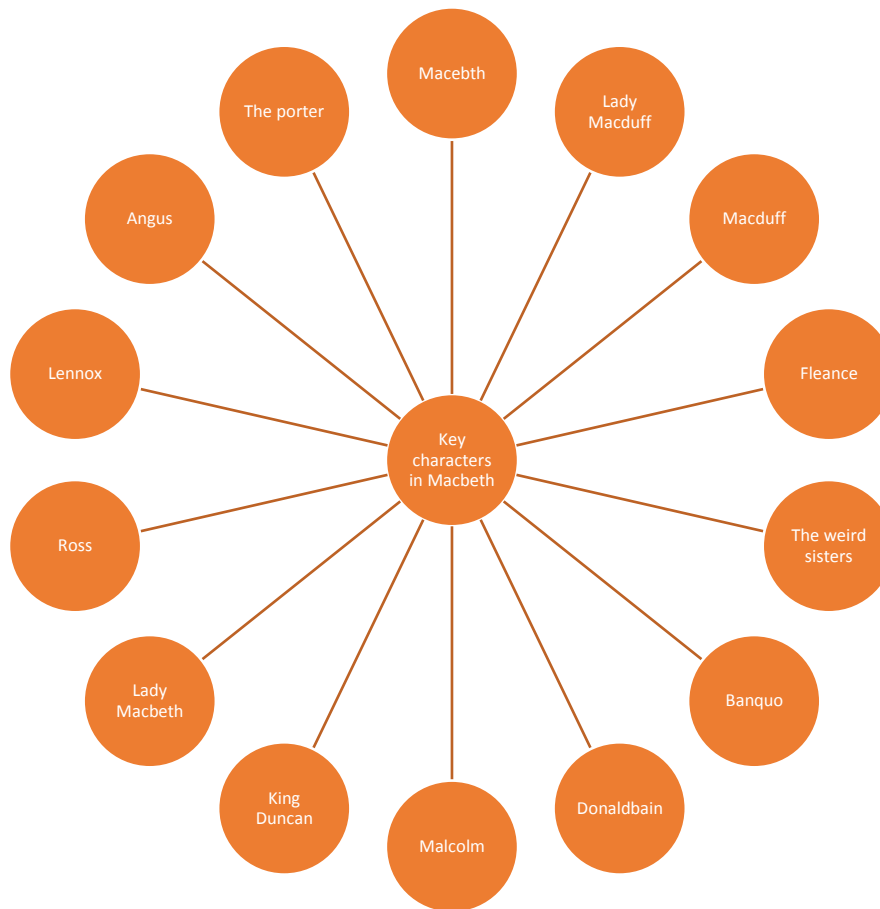 Macebth
Lady
Macduff
Macduff
Fleance
The weird
sisters
Banquo
Donaldbain
Malcolm
King
Duncan
Lady
Macbeth
Ross
Lennox
Angus
The porter
Key
characters
in Macbeth